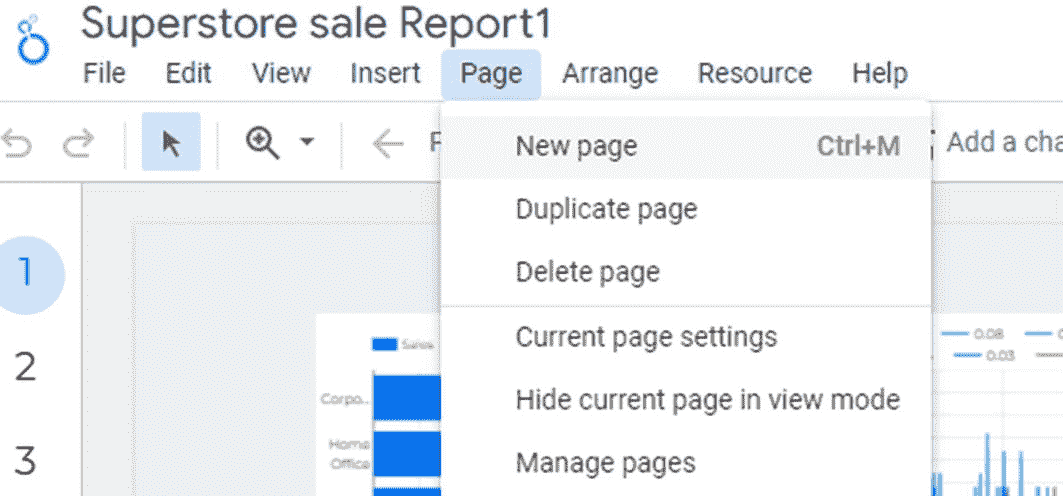 Superstore sale Report1
File Edit View Insert Page Arrange Resource Help
New page Ctrl+M
Add a cha
Duplicate page
Delete page
1
Current page settings
0.08
0.03
Sales
2
Hide current page in view mode
Corpo..
Home
Office
3
Manage pages